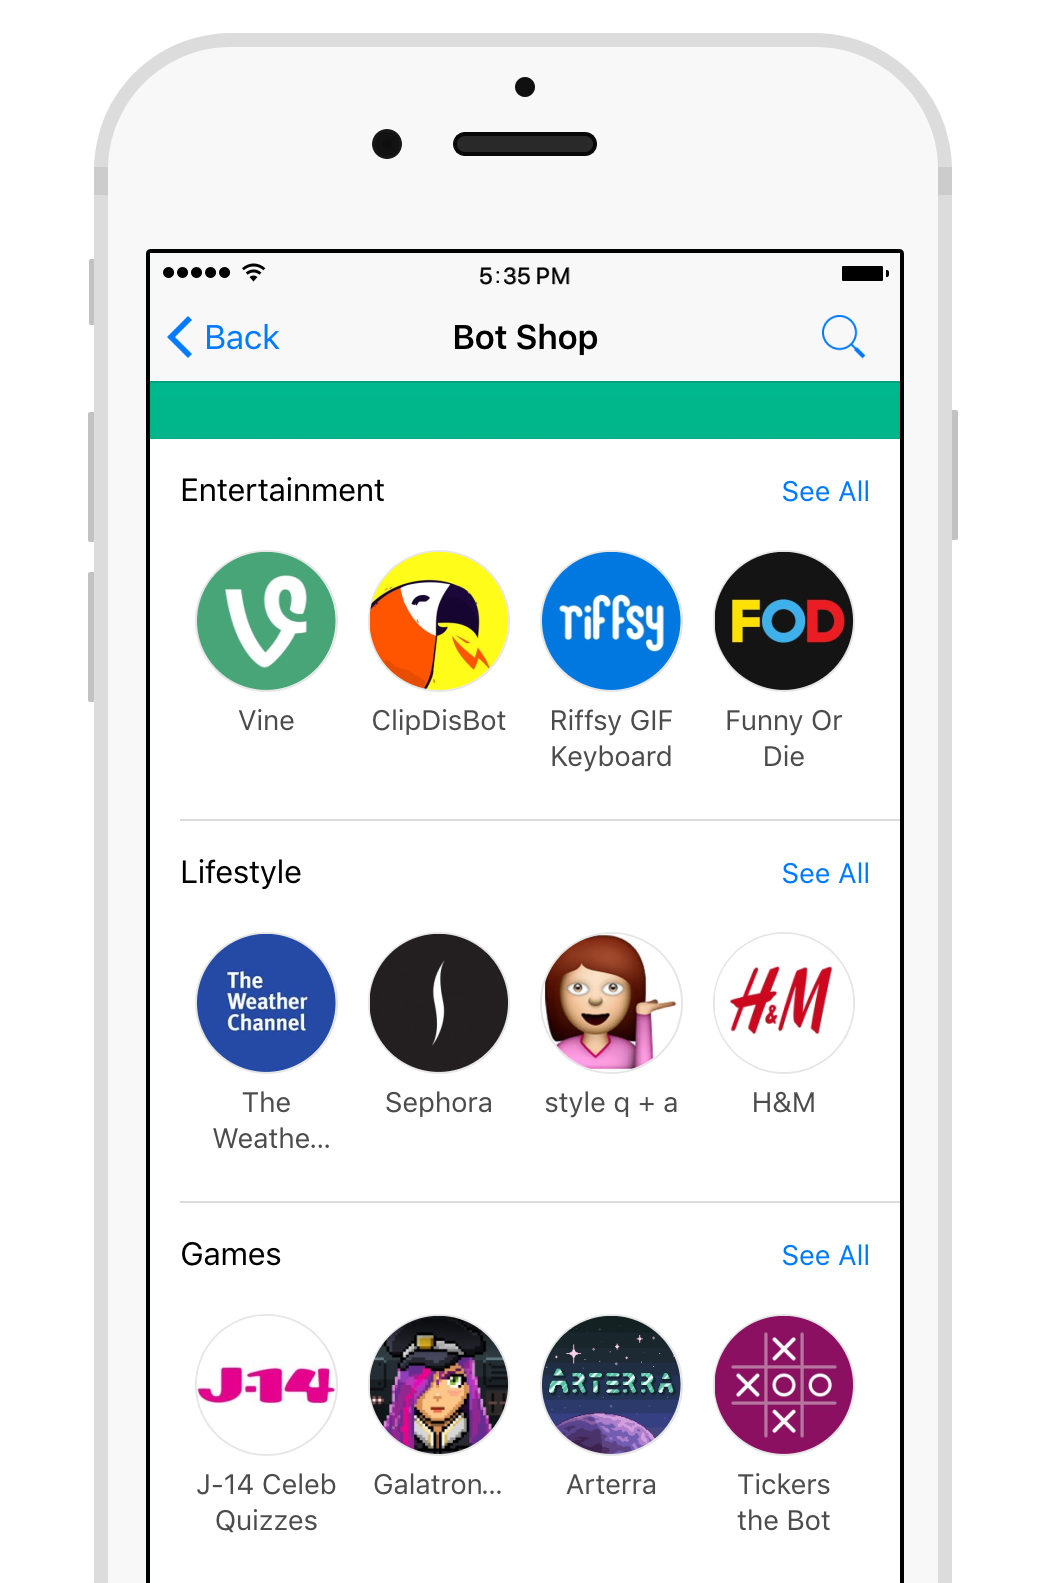 5:35 PM
Back
Bot Shop
Entertainment
See All
riffsy
FOD
Vine
ClipDisBot
Riffsy GIF
Keyboard
Funny Or
Die
Lifestyle
See All
The
Weather
Channel
H&M
The
Weathe...
Sephora
style q + a
H&M
Games
See All
J-14
ARTERRA
J-14 Celeb
Quizzes
Galatron...
Arterra
Tickers
the Bot